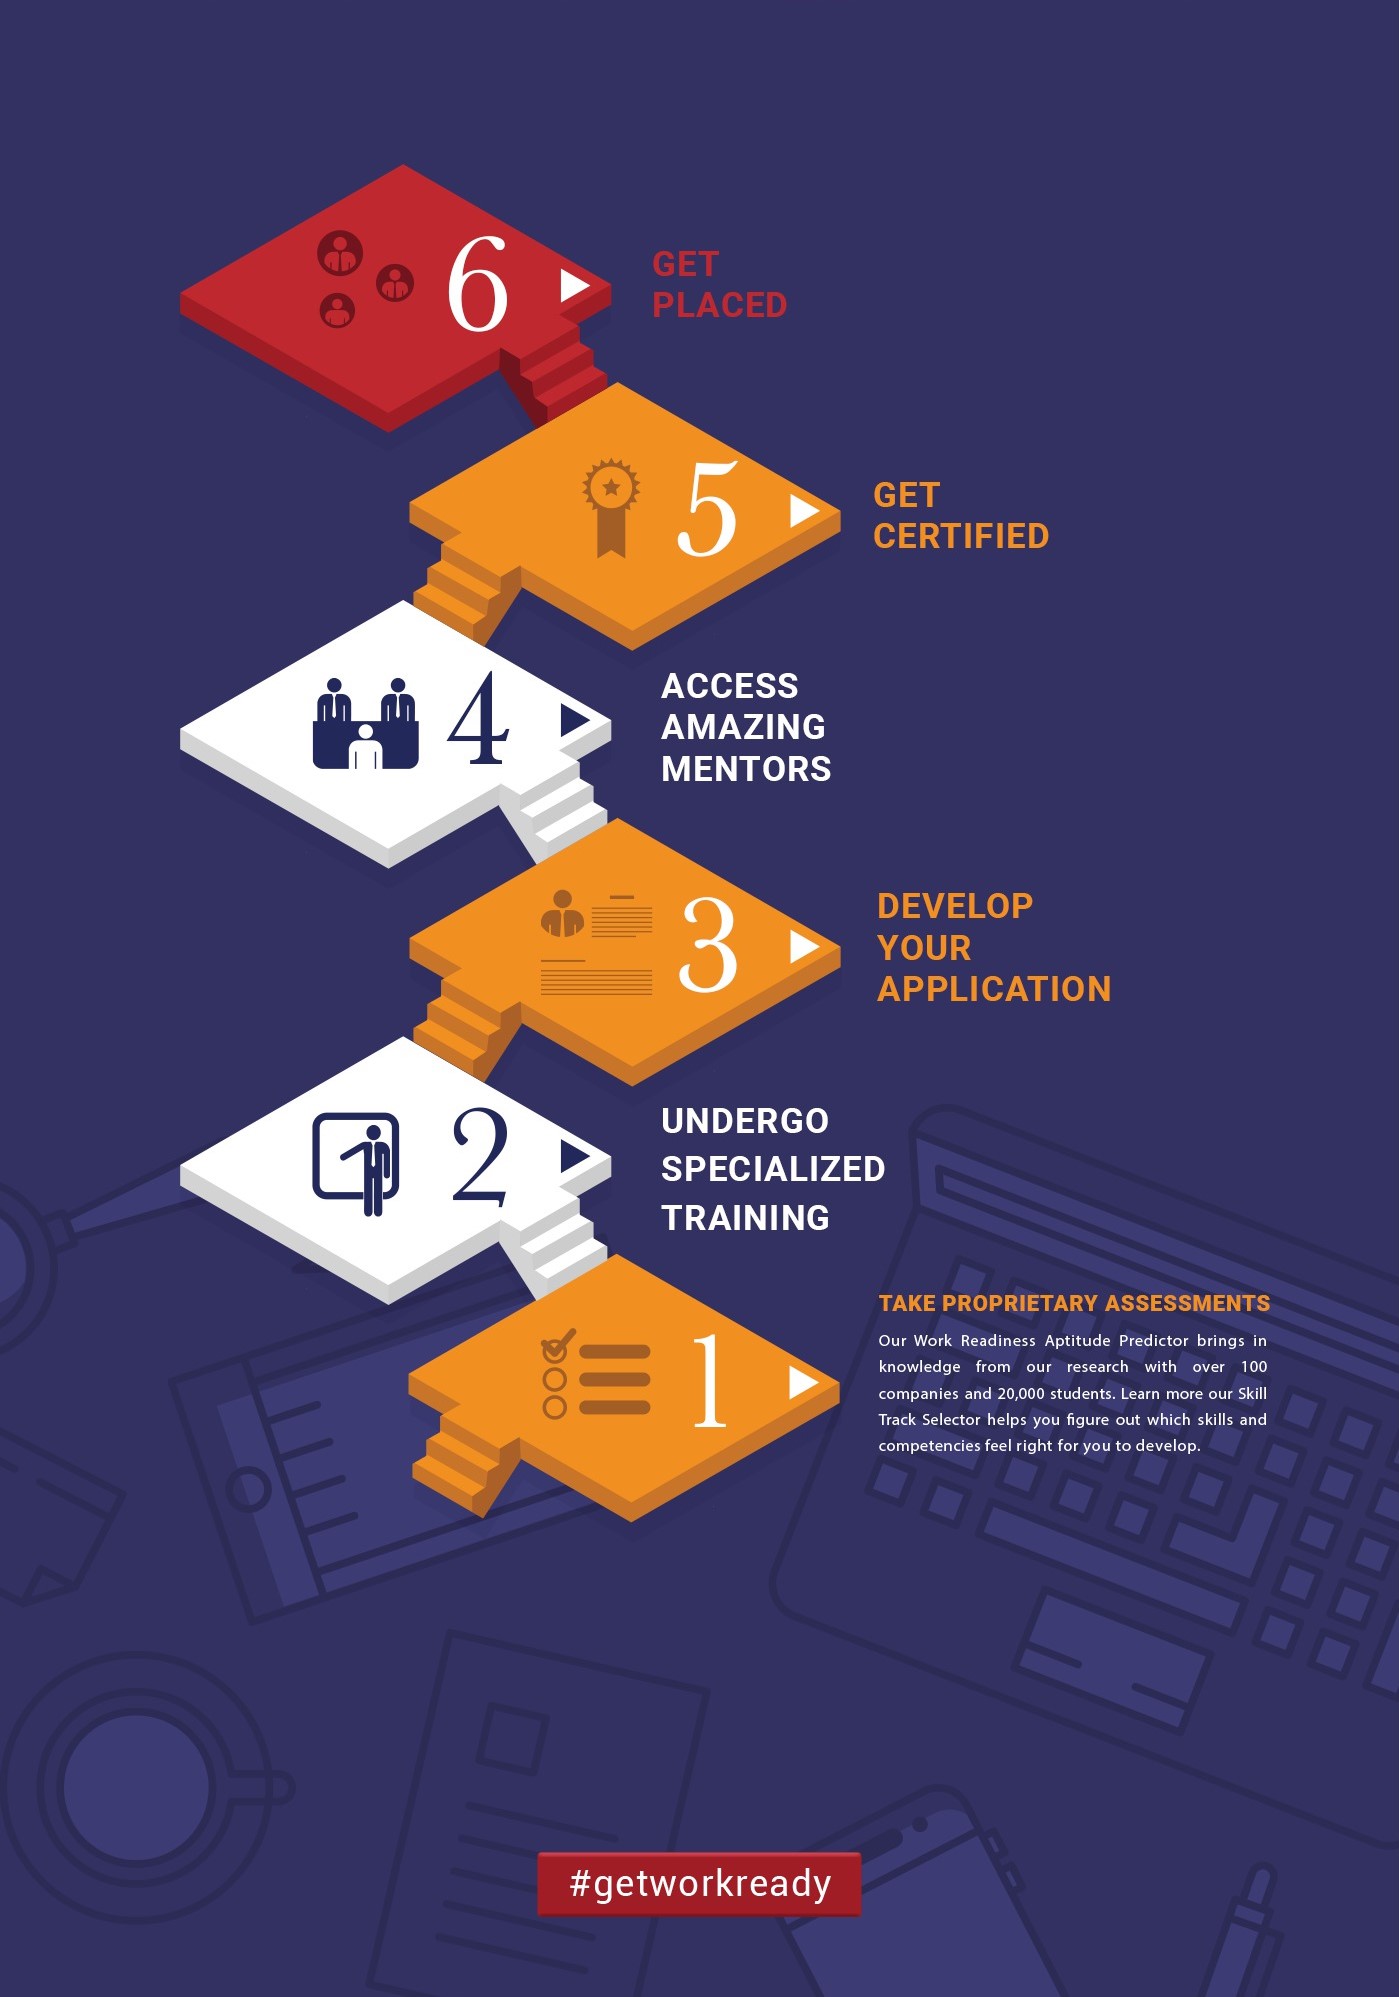 6
GET
PLACED
5
GET
CERTIFIED
4
ACCESS
AMAZING
MENTORS
3
DEVELOP
YOUR
APPLICATION
2
UNDERGO
SPECIALIZED
TRAINING
1
TAKE PROPRIETARY ASSESSMENTS
Our Work Readiness Aptitude Predictor brings in
knowledge from our research with over 100
companies and 20,000 students. Learn more our Skill
Track Selector helps you figure out which skills and
competencies feel right for you to develop.
#getworkready